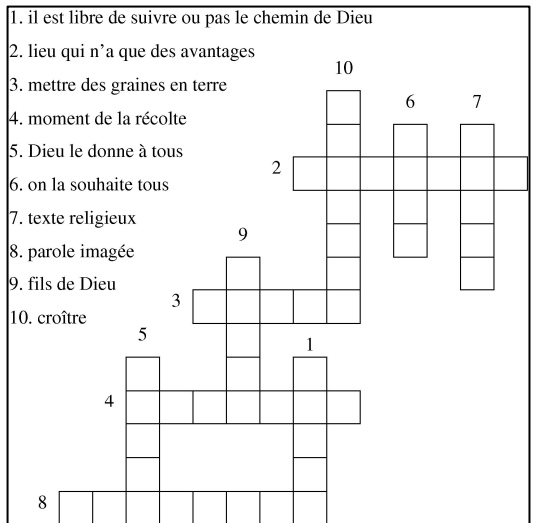 1. il est libre de suivre ou pas le chemin de Dieu
2. lieu qui n’a que des avantages
3. mettre des graines en terre
4. moment de la récolte
5. Dieu le donne à tous
6. on la souhaite tous
7. texte religieux
8. parole imagée
9. fils de Dieu
10. croître
10
6
7
2
9
3
5
1
4
8